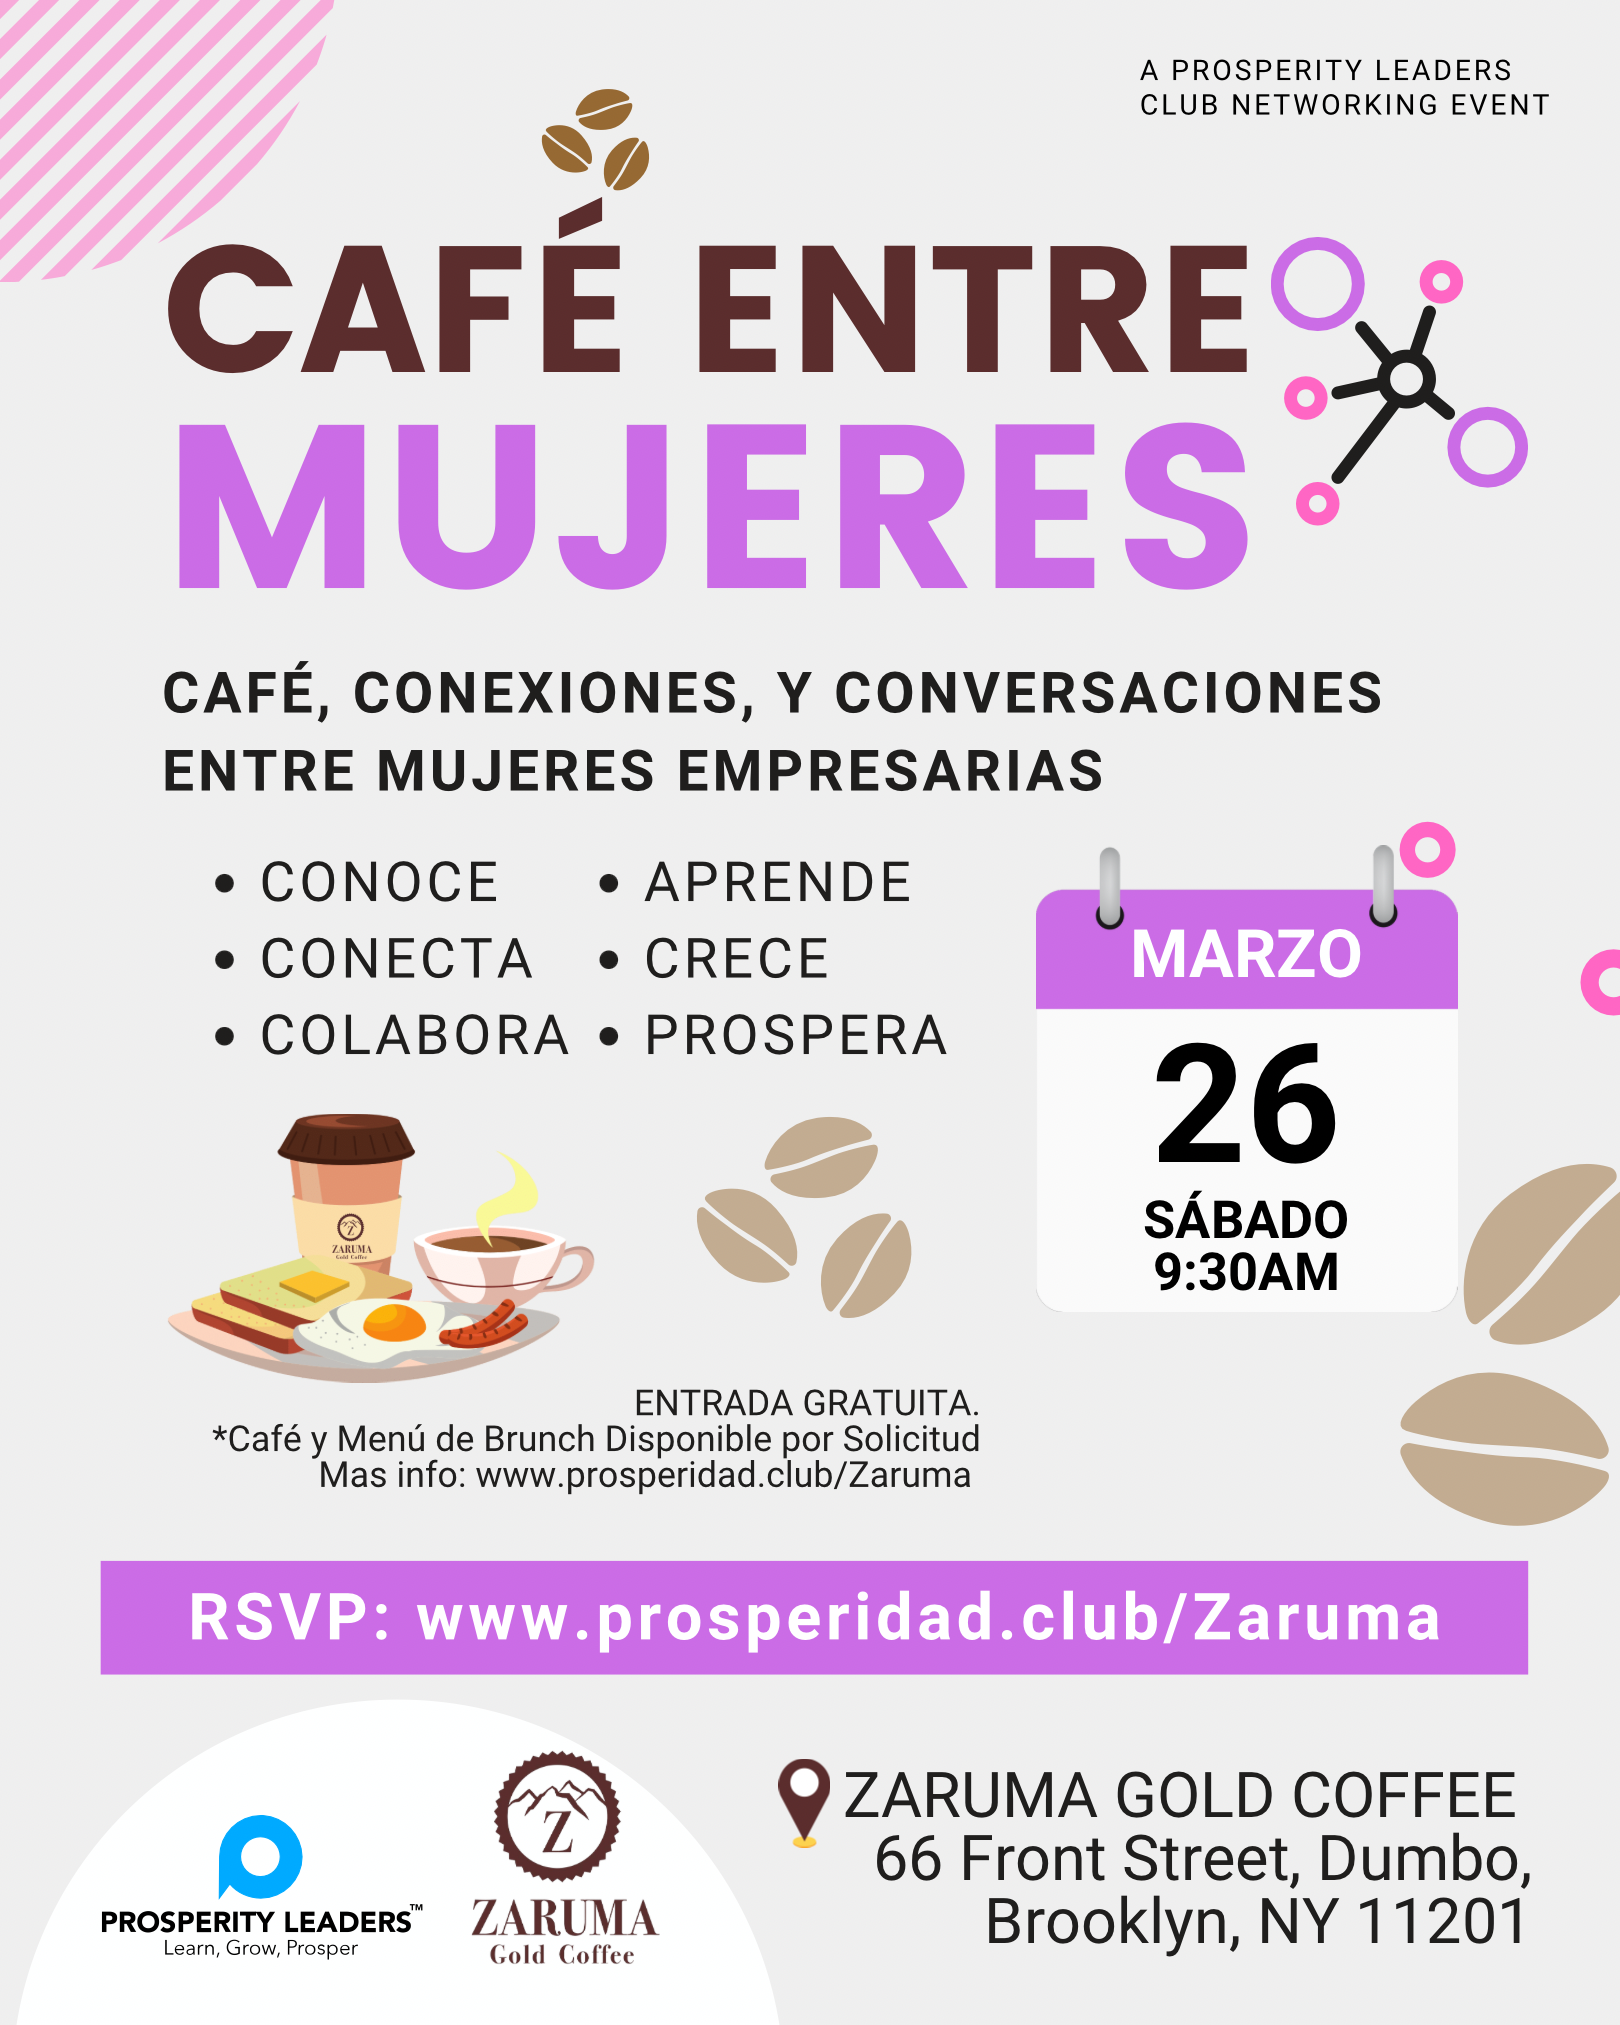 A PROSPERITY LEADERS
CLUB NETWORKING EVENT
CAFÉ ENTRE
MUJERES
CAFÉ, CONEXIONES, Y CONVERSACIONES
ENTRE MUJERES EMPRESARIAS
• CONOCE
• CONECTA
• COLABORA
• APRENDE
• CRECE
• PROSPERA
MARZO
26
SÁBADO
9:30AM
Z
ZARUMA
Gold Coffee
ENTRADA GRATUITA.
*Café y Menú de Brunch Disponible por Solicitud
Mas info: www.prosperidad.club/Zaruma
RSVP: www.prosperidad.club/Zaruma
PROSPERITY LEADERS™
Learn, Grow, Prosper
Z
ZARUMA
Gold Coffee
ZARUMA GOLD COFFEE
66 Front Street, Dumbo,
Brooklyn, NY 11201